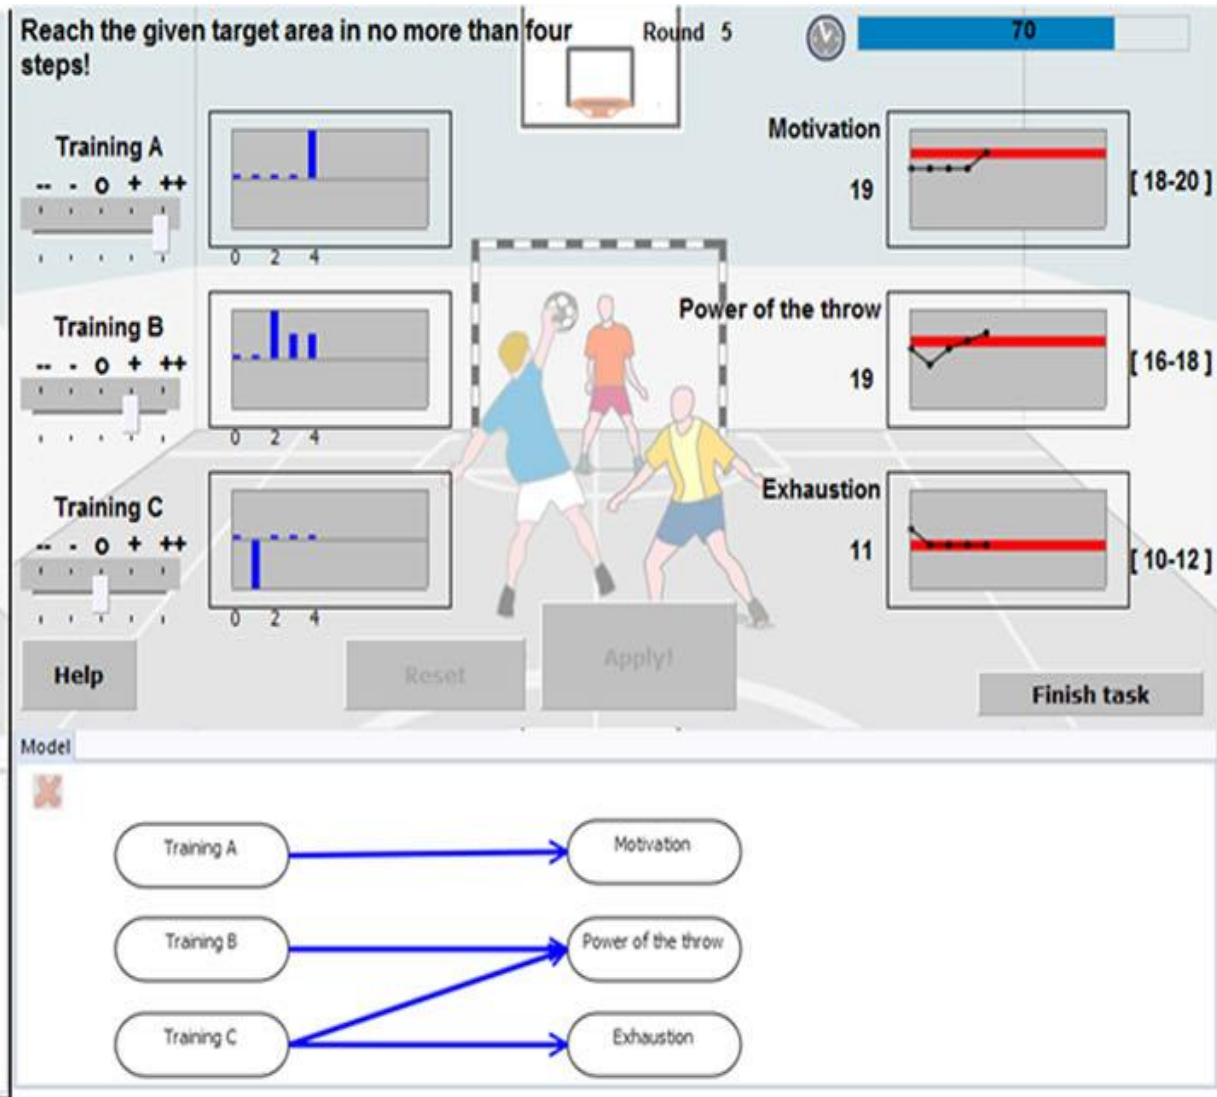 Reach the given target area in no more than four
steps!
Round 5
70
Training A
-- - o + ++
0 2 4
Motivation
19
[ 18-20 ]
Training B
-- - o + ++
0 2 4
Power of the throw
19
[ 16-18 ]
Training C
-- - o + ++
0 2 4
Exhaustion
11
[ 10-12 ]
Help
Reset
Apply!
Finish task
Model
Training A
Motivation
Training B
Power of the throw
Training C
Exhaustion